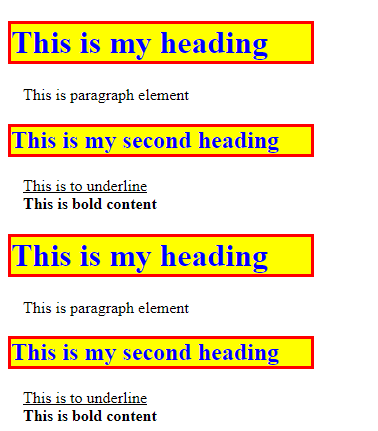 This is my heading
This is paragraph element
This is my second heading
This is to underline
This is bold content
This is my heading
This is paragraph element
This is my second heading
This is to underline
This is bold content